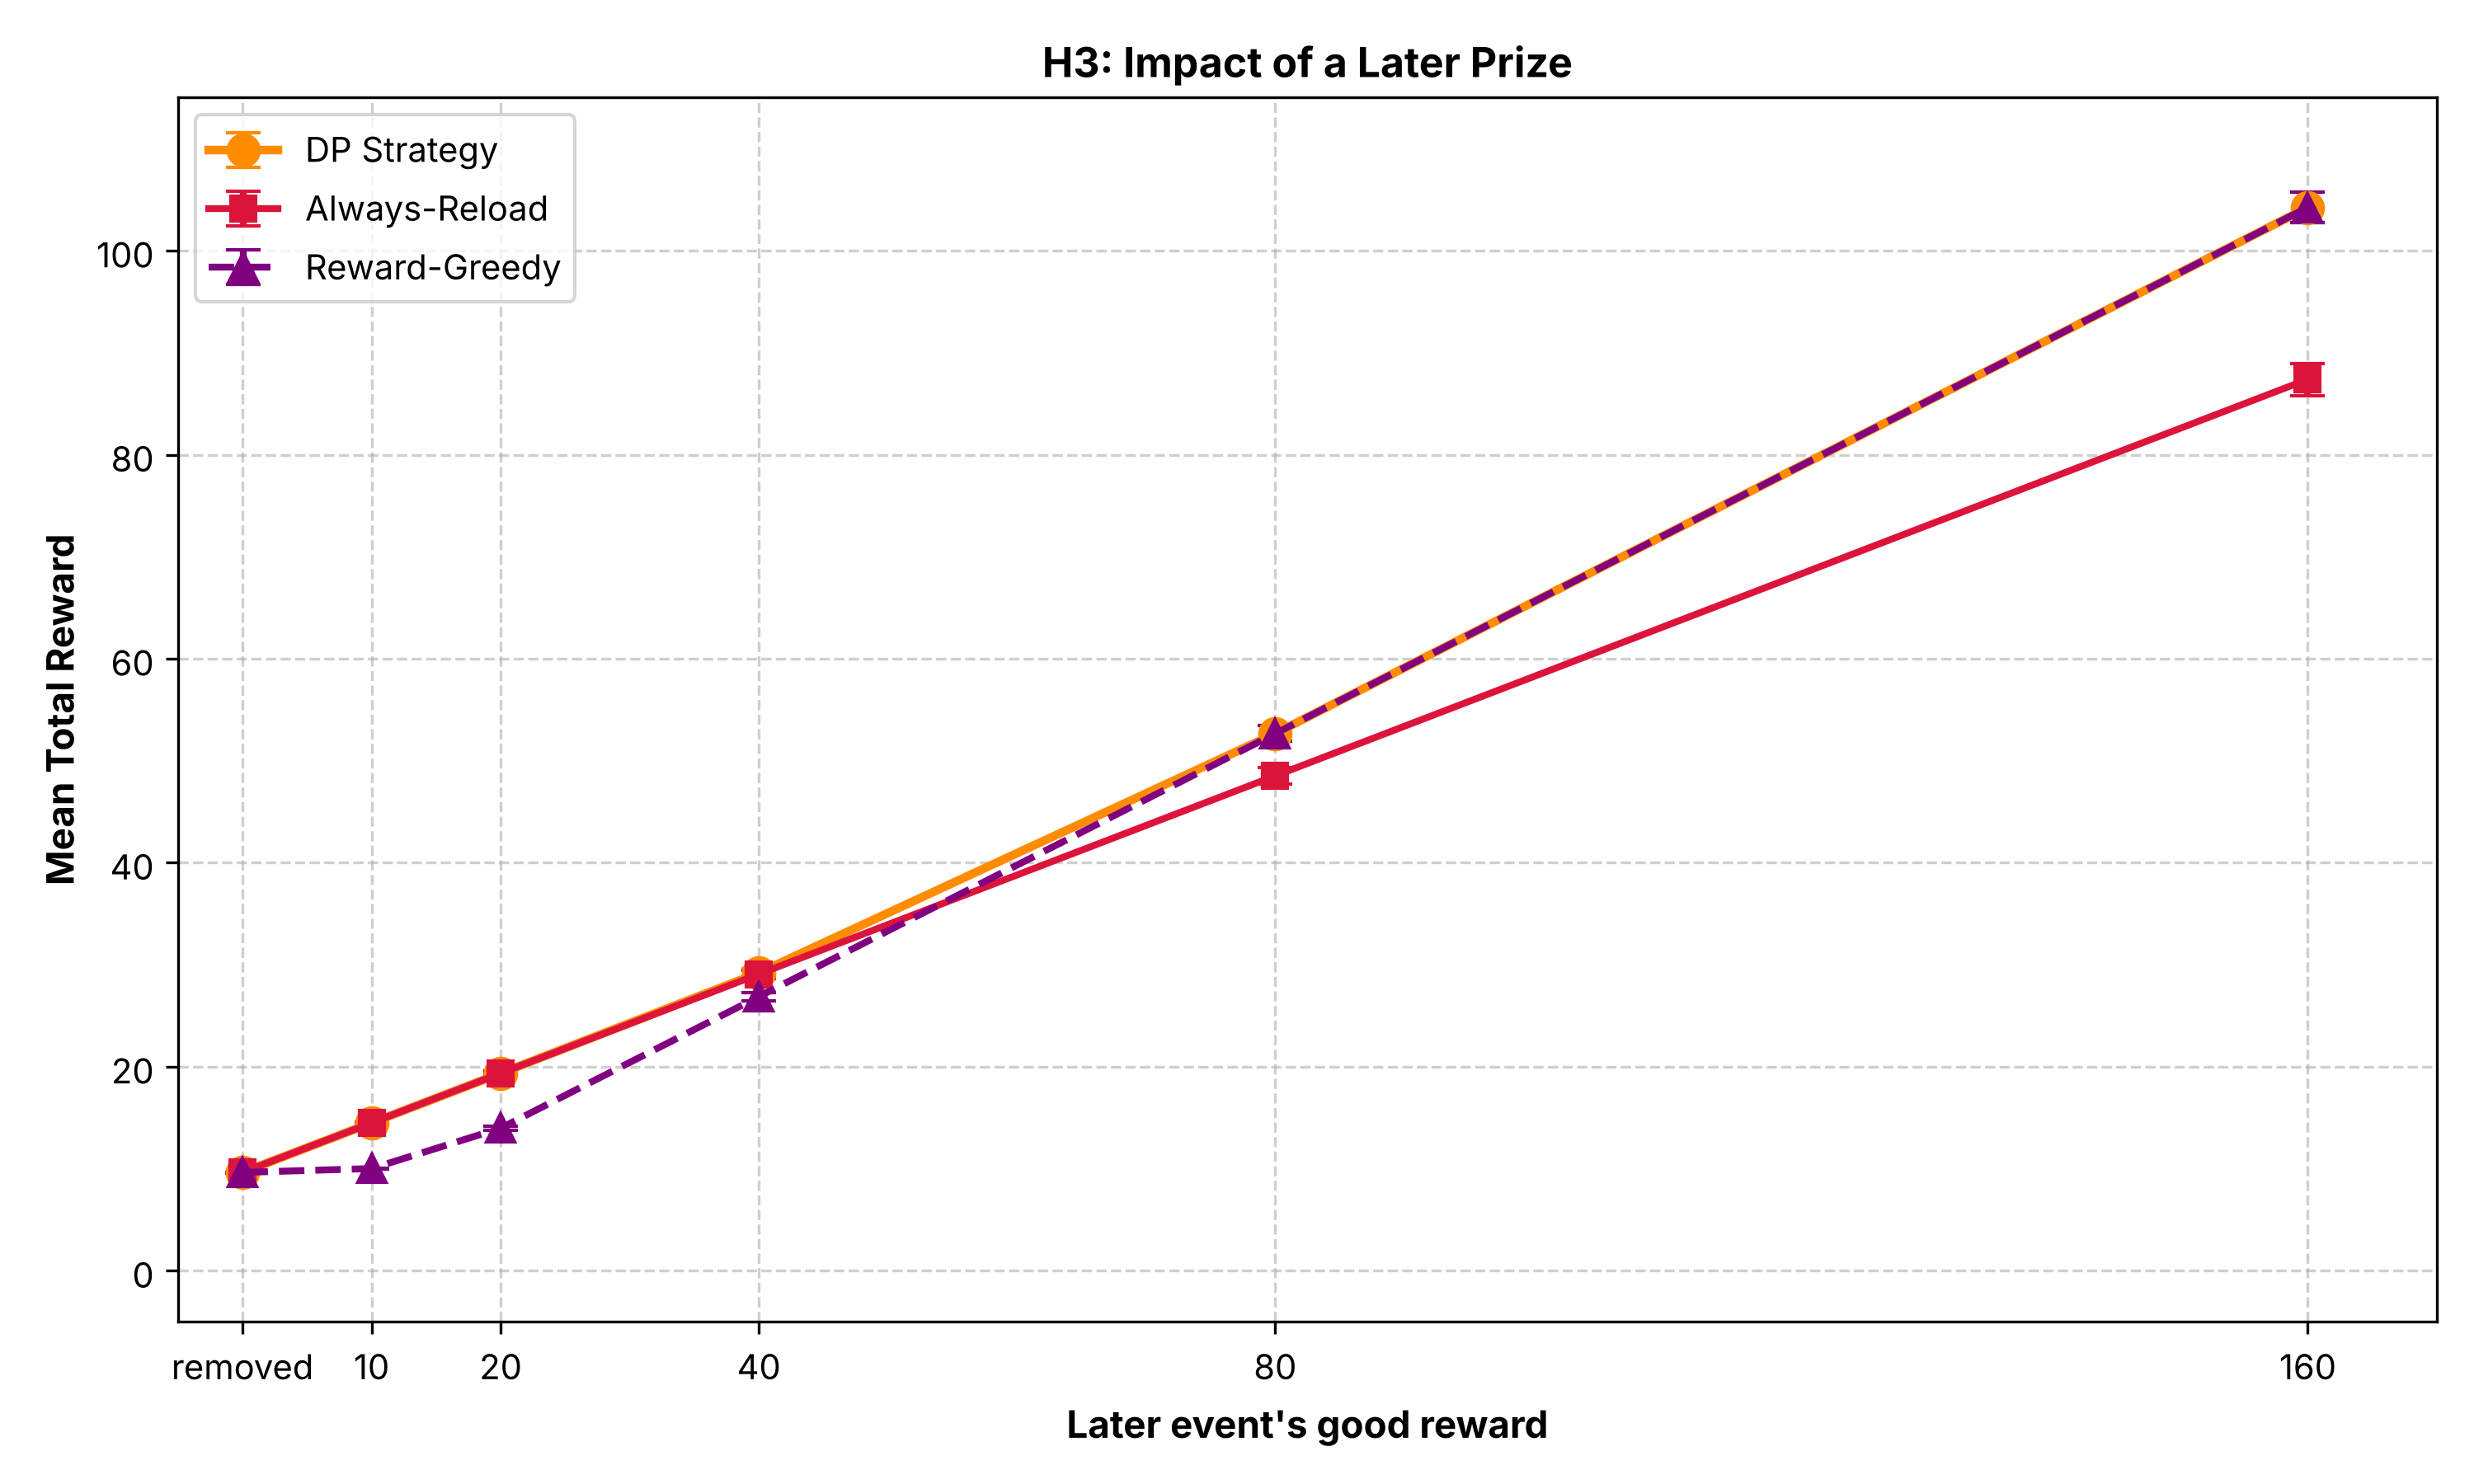 H3: Impact of a Later Prize
DP Strategy
Always-Reload
Reward-Greedy
Mean Total Reward
100
80
60
40
20
0
removed 10 20 40 80 160
Later event's good reward